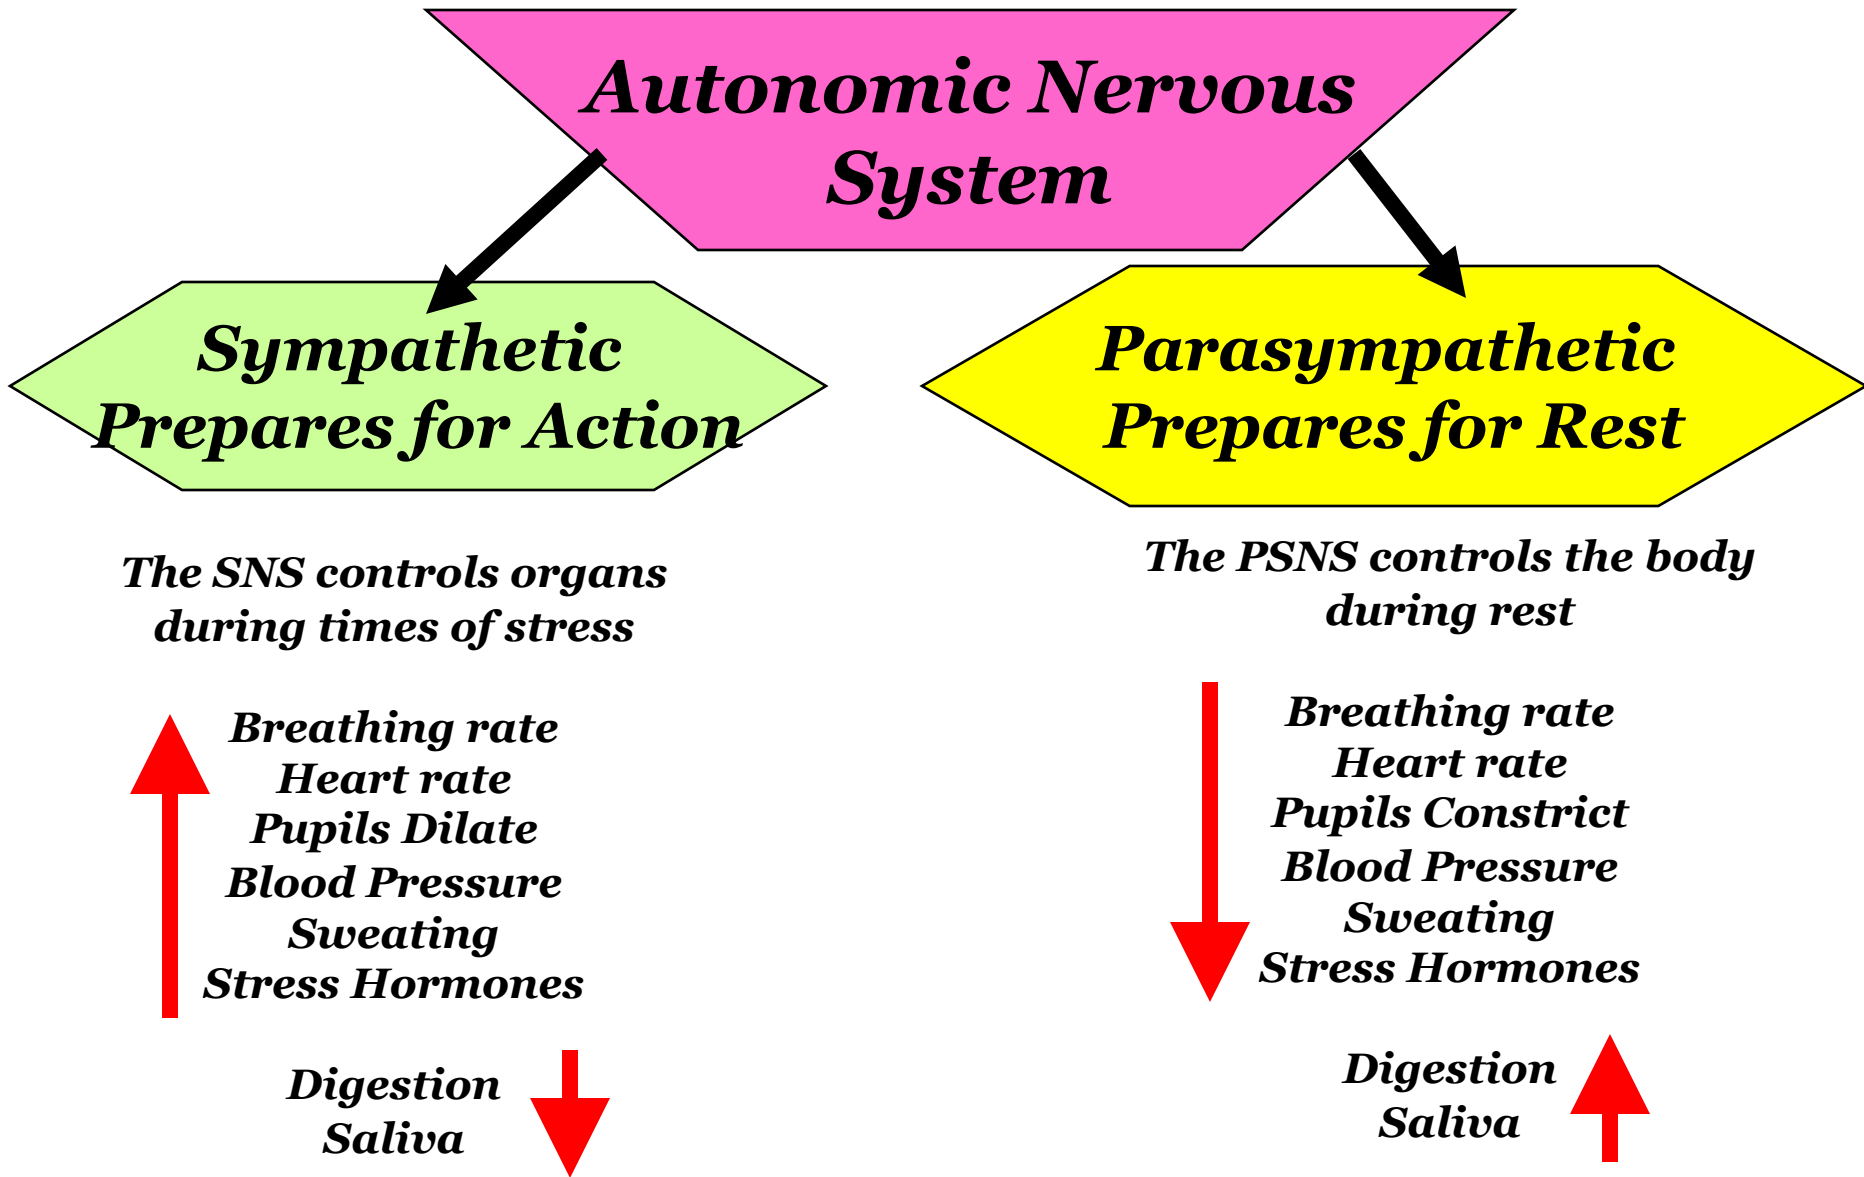 Autonomic Nervous
System
Sympathetic
Prepares for Action
Parasympathetic
Prepares for Rest
The SNS controls organs
during times of stress
Breathing rate
Heart rate
Pupils Dilate
Blood Pressure
Sweating
Stress Hormones
Digestion
Saliva
The PSNS controls the body
during rest
Breathing rate
Heart rate
Pupils Constrict
Blood Pressure
Sweating
Stress Hormones
Digestion
Saliva